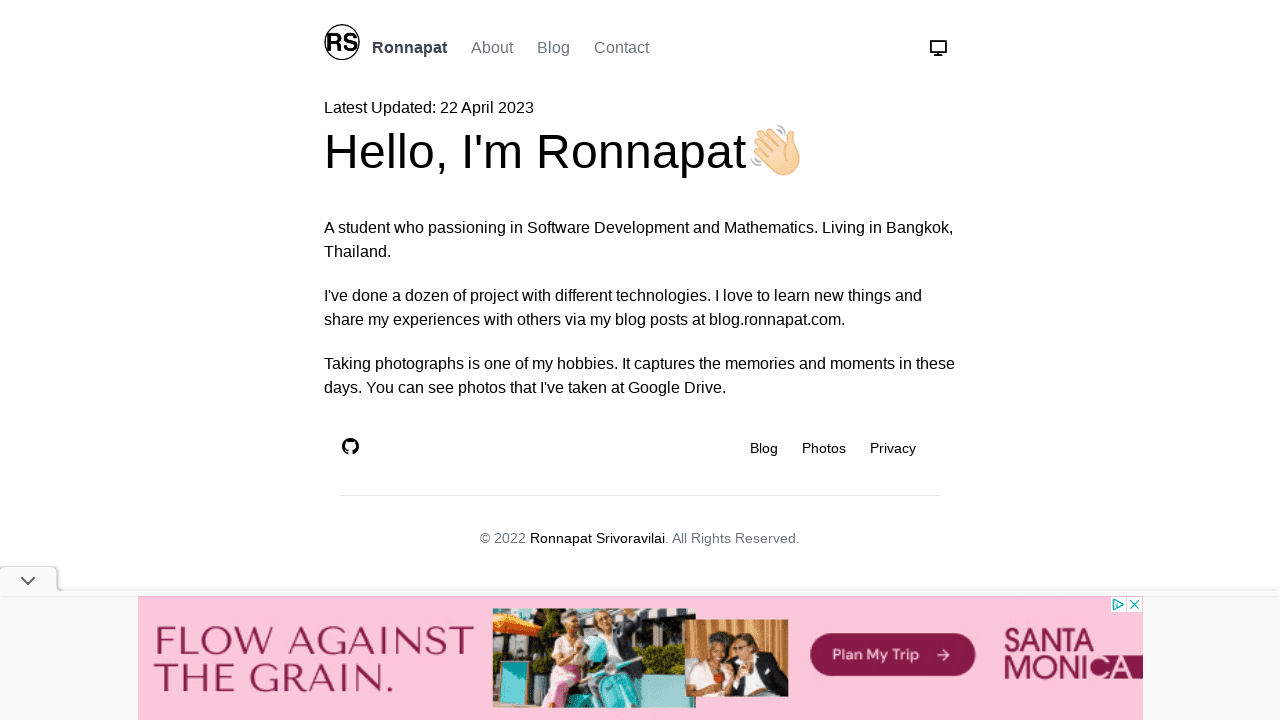 RS Ronnapat About Blog Contact
Latest Updated: 22 April 2023
Hello, I'm Ronnapat👋🏻
A student who passioning in Software Development and Mathematics. Living in Bangkok,
Thailand.
I've done a dozen of project with different technologies. I love to learn new things and
share my experiences with others via my blog posts at blog.ronnapat.com.
Taking photographs is one of my hobbies. It captures the memories and moments in these
days. You can see photos that I've taken at Google Drive.
Blog Photos Privacy
© 2022 Ronnapat Srivoravilai. All Rights Reserved.
FLOW AGAINST
THE GRAIN.
Plan My Trip →
SANTA
MONICA